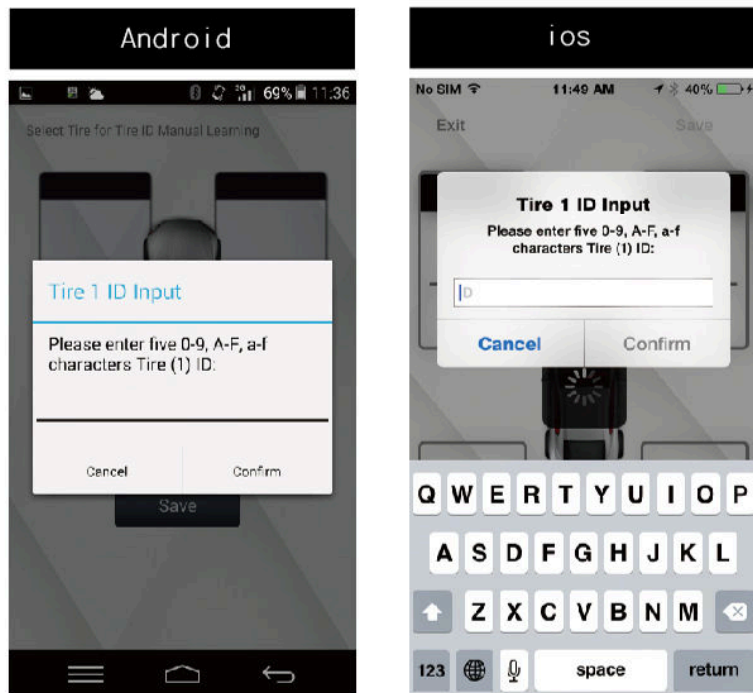 Android
69% 11:36
Select Tire for Tire ID Manual Learning
Tire 1 ID Input
Please enter five 0-9, A-F, a-f
characters Tire (1) ID:
Cancel Confirm
Save
ios
No SIM 11:49 AM 40%
Exit Save
Tire 1 ID Input
Please enter five 0-9, A-F, a-f
characters Tire (1) ID:
ID
Cancel Confirm
Q W E R T Y U I O P
A S D F G H J K L
Z X C V B N M
123 space return